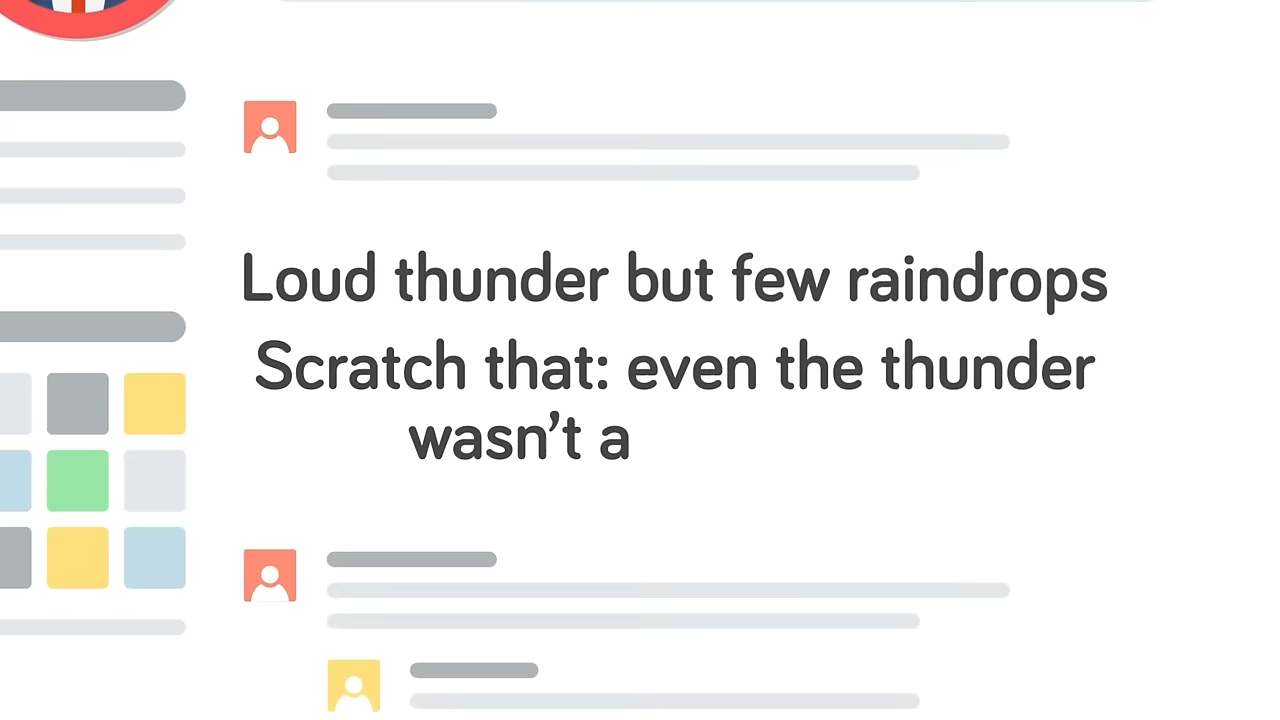 Loud thunder but few raindrops
Scratch that: even the thunder
wasn’t a